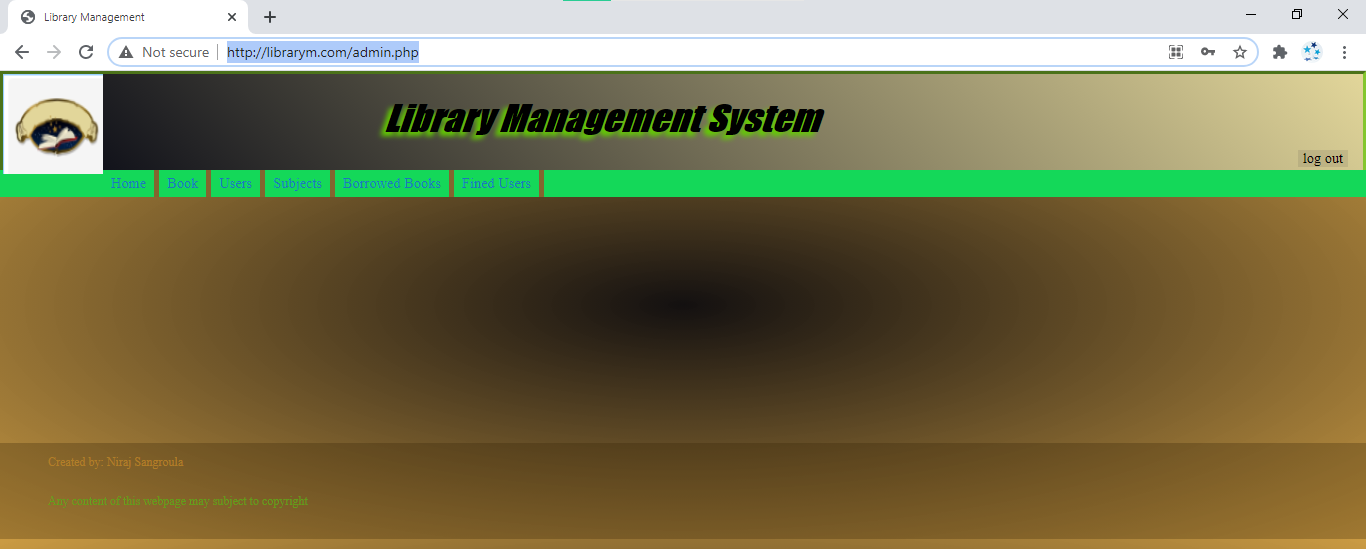 Library Management
Not secure http://librarym.com/admin.php
Library Management System
log out
Home Book Users Subjects Borrowed Books Fined Users
Created by: Niraj Sangroula
Any content of this webpage may subject to copyright